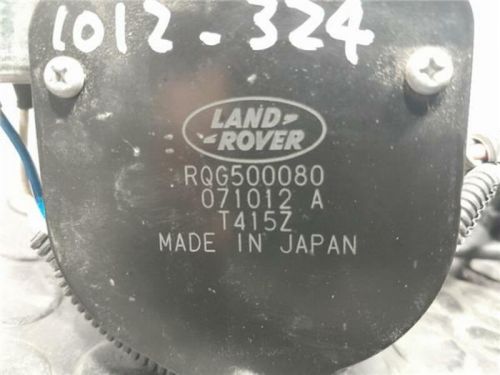 1012-324
LAND-
ROVER
RQG500080
071012 A
T415Z
MADE IN JAPAN